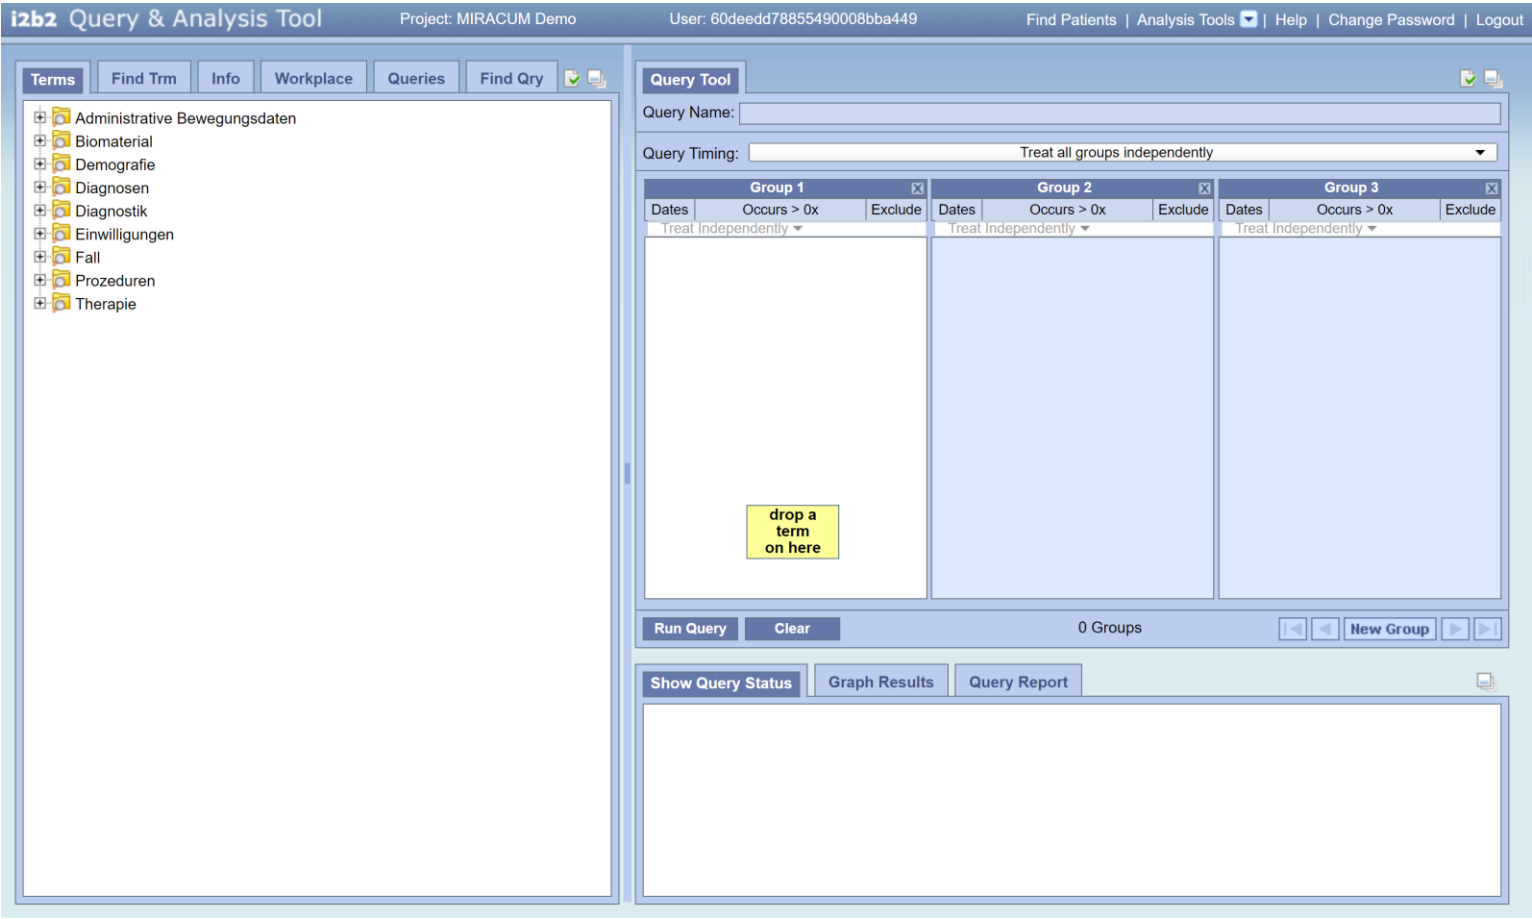 i2b2 Query & Analysis Tool Project: MIRACUM Demo User: 60deedd78855490008bba449 Find Patients | Analysis Tools | Help | Change Password | Logout
Terms Find Trm Info Workplace Queries Find Qry
Administrative Bewegungsdaten
Biomaterial
Demografie
Diagnosen
Diagnostik
Einwilligungen
Fall
Prozeduren
Therapie
Query Tool
Query Name:
Query Timing: Treat all groups independently
Group 1 Group 2 Group 3
Dates Occurs > 0x Exclude Dates Occurs > 0x Exclude Dates Occurs > 0x Exclude
Treat Independently Treat Independently Treat Independently
drop a
term
on here
Run Query Clear 0 Groups New Group
Show Query Status Graph Results Query Report